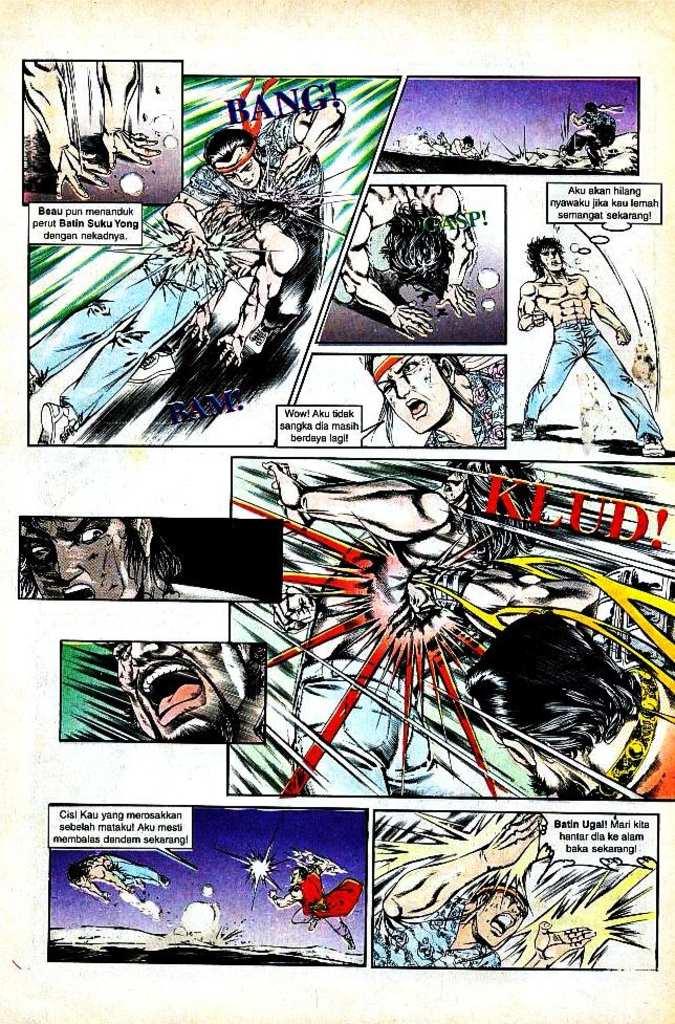 BANG!
Beau pun menanduk
perut Batin Suku Yong
dengan nekadnya.
BAM!
GASP!
Aku akan hilang
nyawaku jika kau lemah
semangat sekarang!
Wow! Aku tidak
sangka dia masih
berdaya lagi!
KLUD!
Cis! Kau yang merosakkan
sebelah mataku! Aku mesti
membalas dendam sekarang!
Batin Ugal! Mari kita
hantar dia ke alam
baka sekarang!